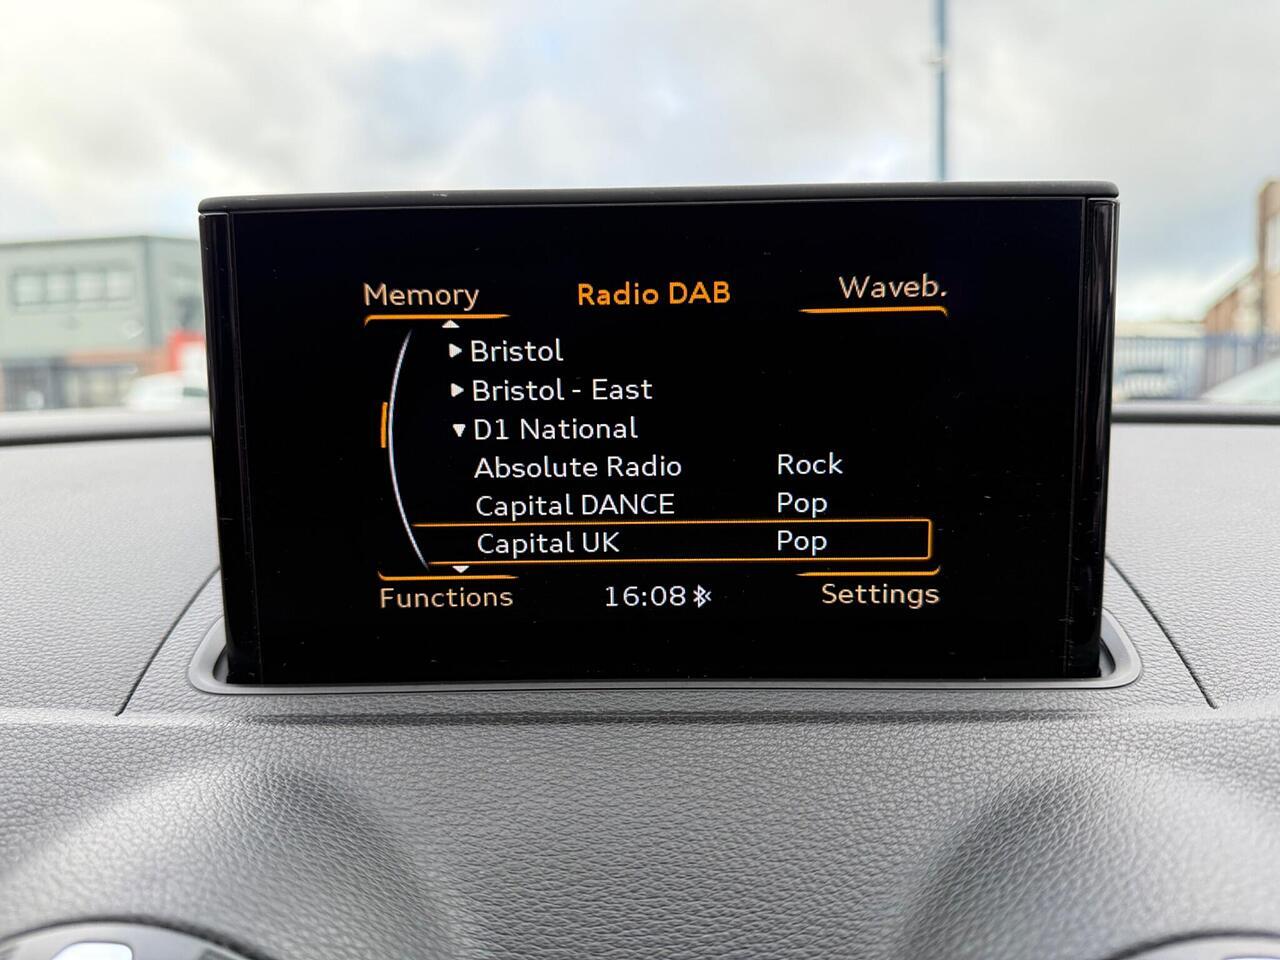 Memory Radio DAB Waveb.
Bristol
Bristol - East
D1 National
Absolute Radio Rock
Capital DANCE Pop
Capital UK Pop
Functions 16:08 Settings